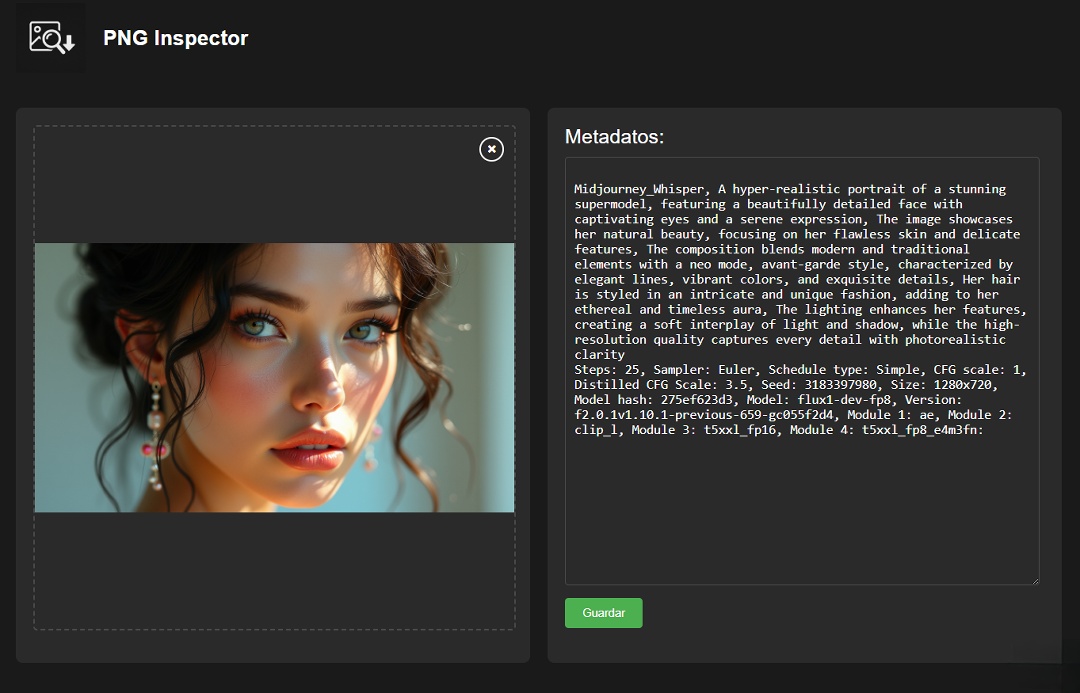 PNG Inspector
Metadatos:
Midjourney_Whisper, A hyper-realistic portrait of a stunning
supermodel, featuring a beautifully detailed face with
captivating eyes and a serene expression, The image showcases
her natural beauty, focusing on her flawless skin and delicate
features, The composition blends modern and traditional
elements with a neo mode, avant-garde style, characterized by
elegant lines, vibrant colors, and exquisite details, Her hair
is styled in an intricate and unique fashion, adding to her
ethereal and timeless aura, The lighting enhances her features,
creating a soft interplay of light and shadow, while the high-
resolution quality captures every detail with photorealistic
clarity
Steps: 25, Sampler: Euler, Schedule type: Simple, CFG scale: 1,
Distilled CFG Scale: 3.5, Seed: 3183397980, Size: 1280x720,
Model hash: 275ef623d3, Model: flux1-dev-fp8, Version:
f2.0.1v1.10.1-previous-659-gc055f2d4, Module 1: ae, Module 2:
clip_l, Module 3: t5xxl_fp16, Module 4: t5xxl_fp8_e4m3fn:
Guardar